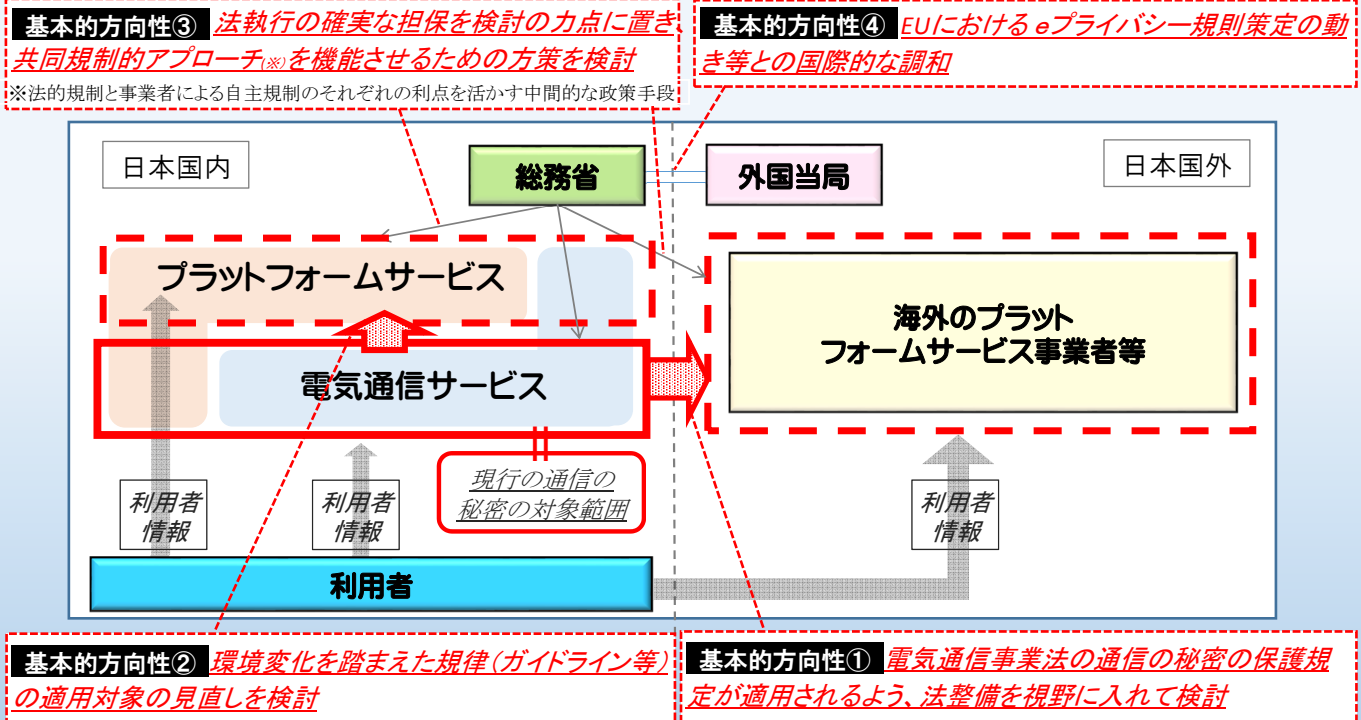 基本的方向性③ 法執行の確実な担保を検討の力点に置き、
共同規制的アプローチ(※)を機能させるための方策を検討
※法的規制と事業者による自主規制のそれぞれの利点を活かす中間的な政策手段
基本的方向性④ EUにおけるeプライバシー規則策定の動
き等との国際的な調和
日本国内
総務省
外国当局
日本国外
プラットフォームサービス
海外のプラット
フォームサービス事業者等
電気通信サービス
現行の通信の
秘密の対象範囲
利用者
情報
利用者
情報
利用者
情報
利用者
基本的方向性② 環境変化を踏まえた規律(ガイドライン等)
の適用対象の見直しを検討
基本的方向性① 電気通信事業法の通信の秘密の保護規
定が適用されるよう、法整備を視野に入れて検討